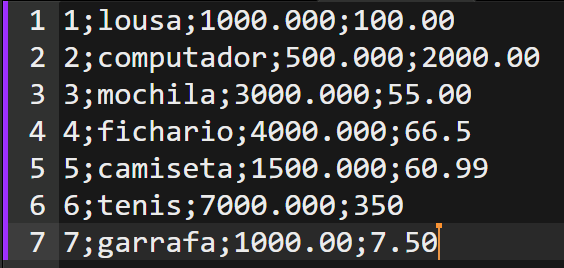 1 1;lousa;1000.000;100.00
2 2;computador;500.000;2000.00
3 3;mochila;3000.000;55.00
4 4;fichario;4000.000;66.5
5 5;camiseta;1500.000;60.99
6 6;tenis;7000.000;350
7 7;garrafa;1000.00;7.50